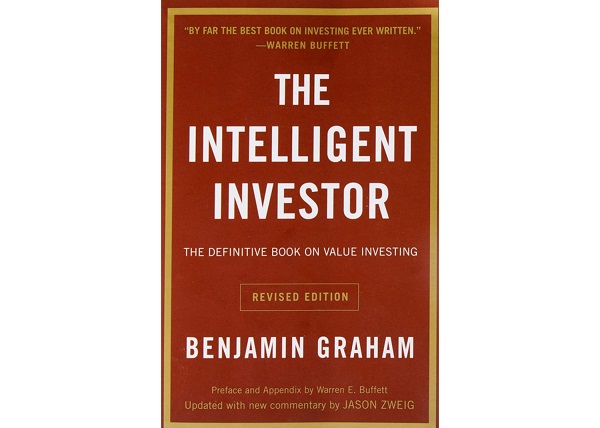 "BY FAR THE BEST BOOK ON INVESTING EVER WRITTEN."
—WARREN BUFFETT
THE
INTELLIGENT
INVESTOR
THE DEFINITIVE BOOK ON VALUE INVESTING
REVISED EDITION
BENJAMIN GRAHAM
Preface and Appendix by Warren E. Buffett
Updated with new commentary by JASON ZWEIG